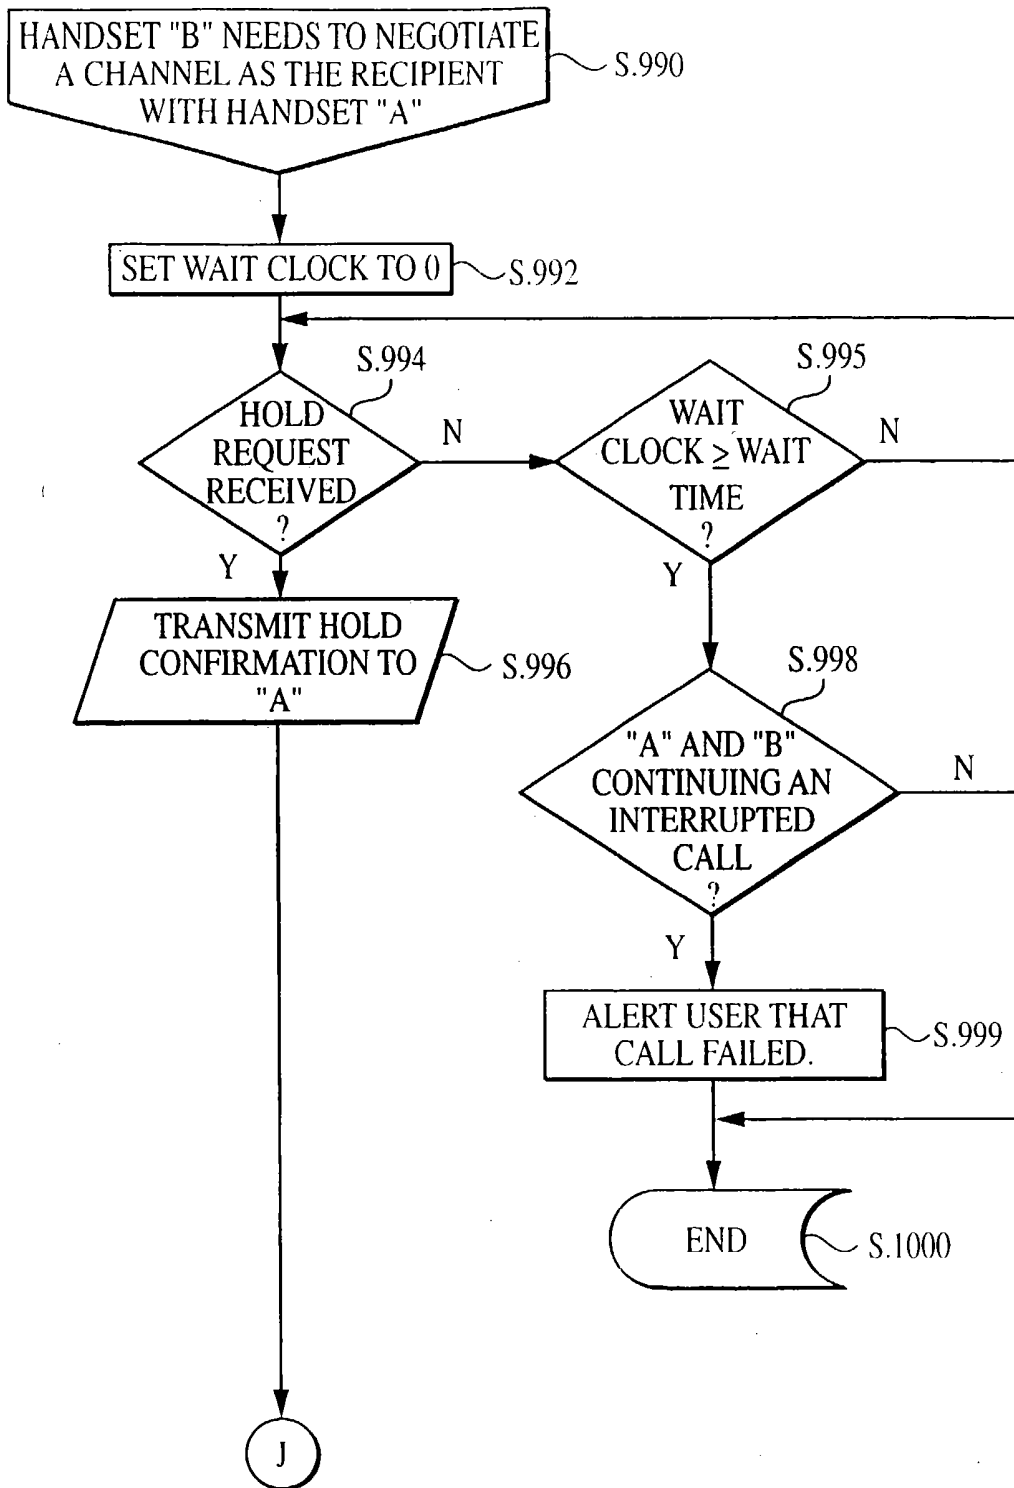 HANDSET "B" NEEDS TO NEGOTIATE
A CHANNEL AS THE RECIPIENT
WITH HANDSET "A"
S.990
SET WAIT CLOCK TO 0
S.992
S.994
HOLD
REQUEST
RECEIVED
?
N
Y
S.995
WAIT
CLOCK ≥ WAIT
TIME
?
N
Y
TRANSMIT HOLD
CONFIRMATION TO
"A"
S.996
S.998
"A" AND "B"
CONTINUING AN
INTERRUPTED
CALL
?
N
Y
ALERT USER THAT
CALL FAILED.
S.999
END
S.1000
J